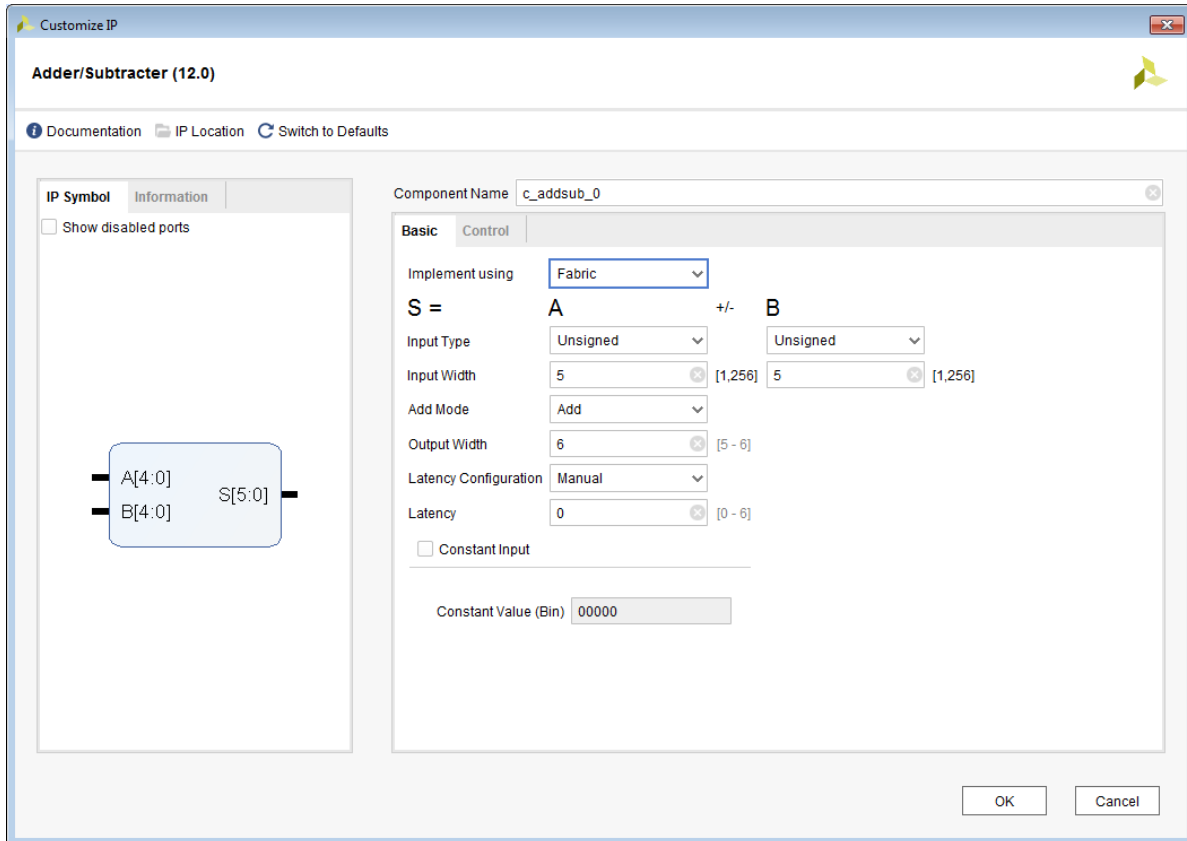 Customize IP
Adder/Subtracter (12.0)
Documentation IP Location Switch to Defaults
IP Symbol Information
Show disabled ports
A[4:0]
B[4:0]
S[5:0]
Component Name c_addsub_0
Basic Control
Implement using Fabric
S = A +/- B
Input Type Unsigned Unsigned
Input Width 5 [1,256] 5 [1,256]
Add Mode Add
Output Width 6 [5 - 6]
Latency Configuration Manual
Latency 0 [0 - 6]
Constant Input
Constant Value (Bin) 00000
OK Cancel